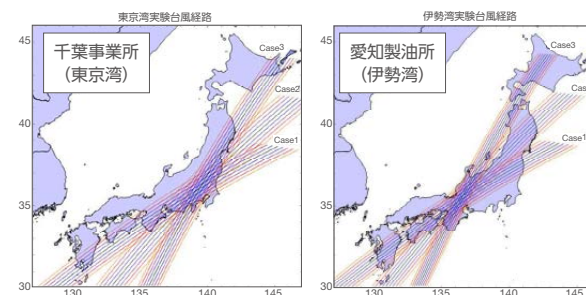 東京湾実験台風経路
千葉事業所
（東京湾）
Case3
Case2
Case1
45
40
35
30
130
135
140
145
伊勢湾実験台風経路
愛知製油所
（伊勢湾）
Case3
Cas
Case1
45
40
35
30
130
135
140
145